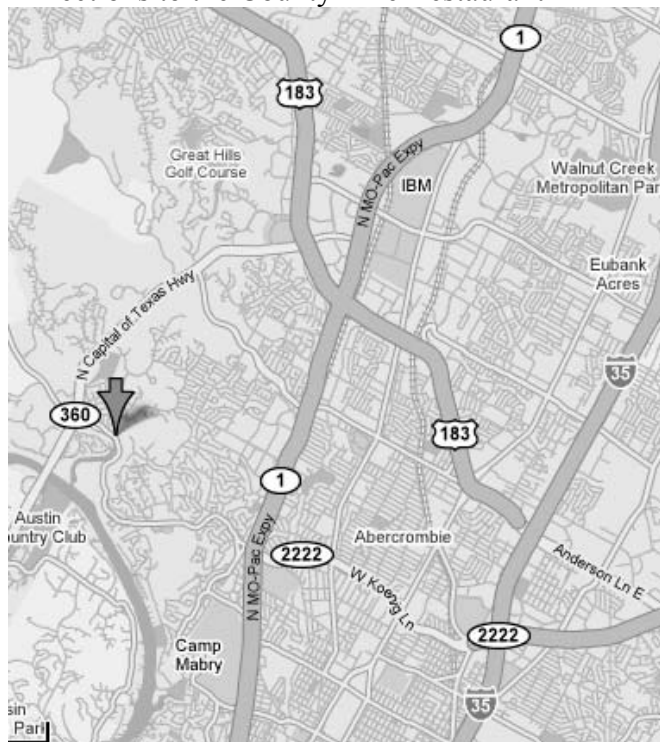 1
183
Great Hills
Golf Course
N MO-Pac Expy
IBM
Walnut Creek
Metropolitan Par
Eubank
Acres
N Capital of Texas Hwy
35
360
183
1
Austin
ountry Club
Abercrombie
2222
N MO-Pac Expy
W Koenig Ln
Anderson Ln E
2222
Camp
Mabry
35
sin
Park